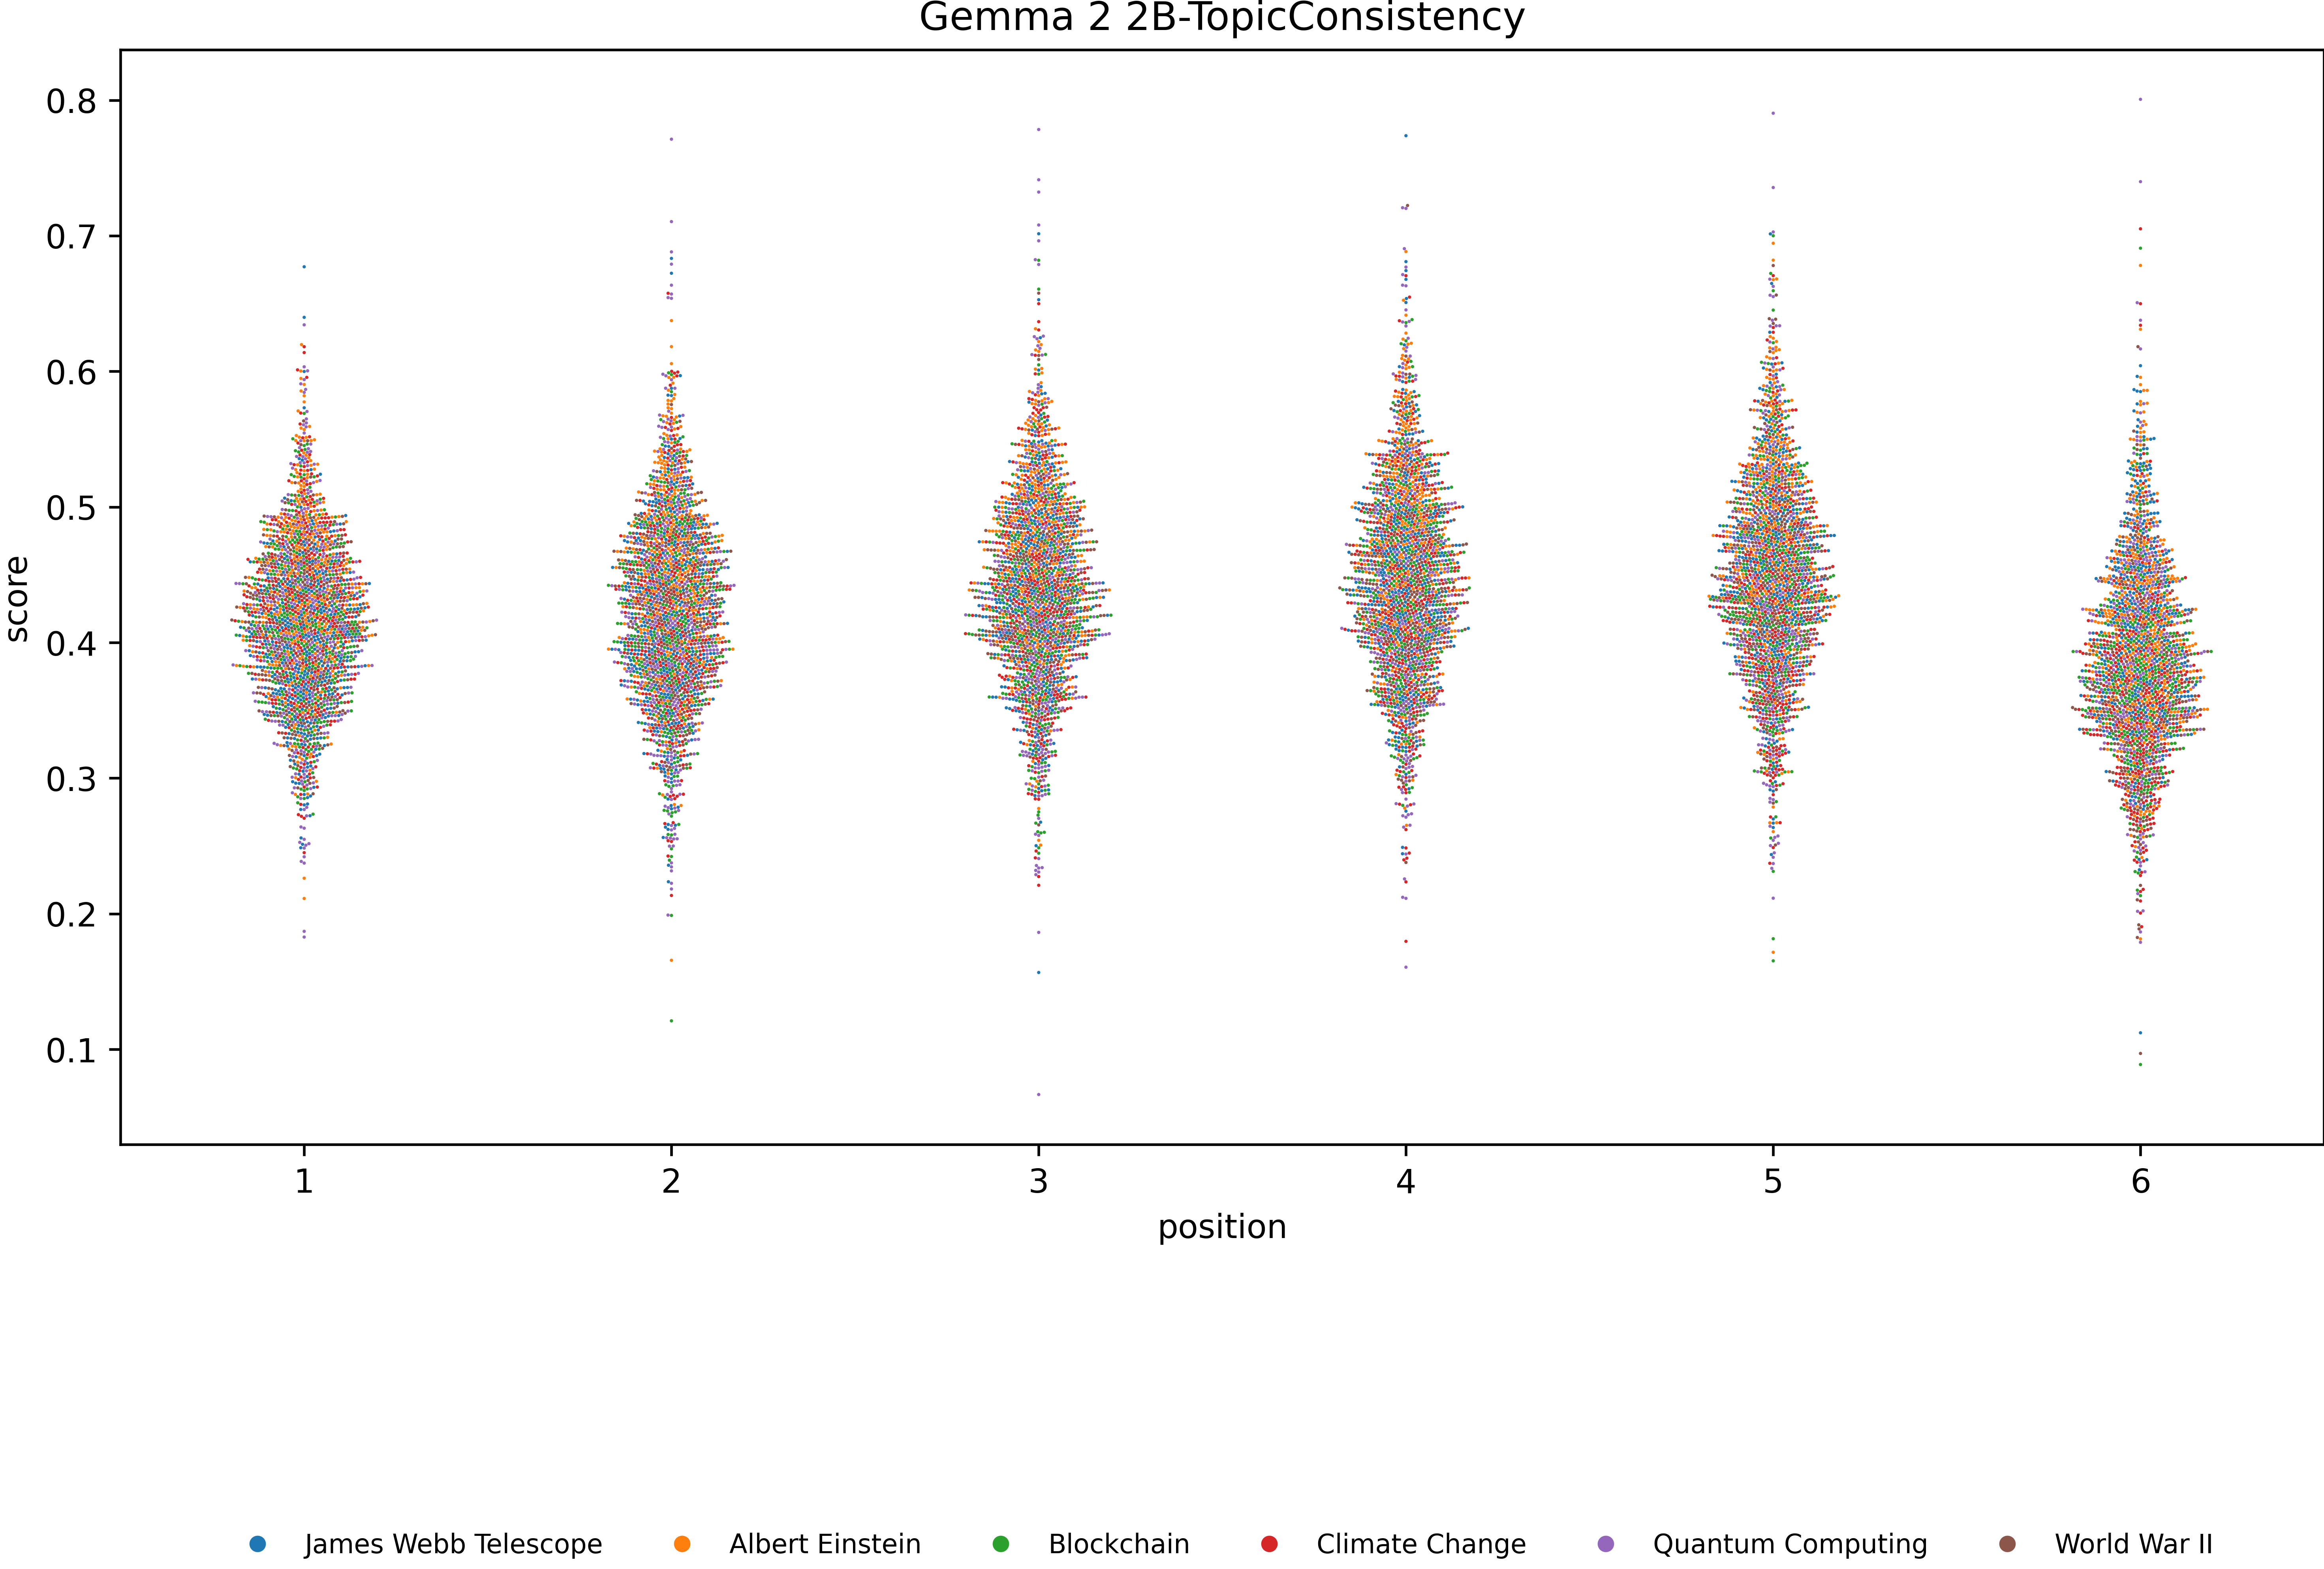 Gemma 2 2B-TopicConsistency
0.8
0.7
0.6
0.5
0.4
0.3
0.2
0.1
score
1 2 3 4 5 6
position
James Webb Telescope Albert Einstein Blockchain Climate Change Quantum Computing World War II